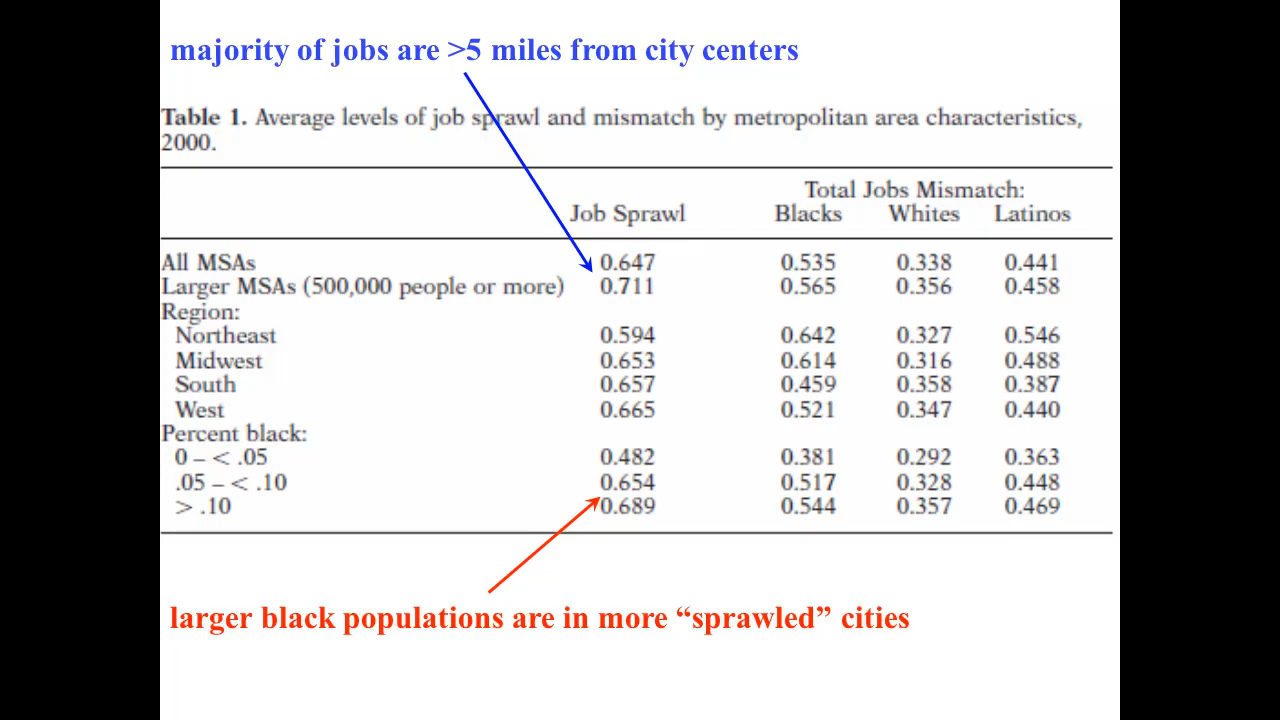 majority of jobs are >5 miles from city centers
Table 1. Average levels of job sprawl and mismatch by metropolitan area characteristics,
2000.
Total Jobs Mismatch:
Job Sprawl Blacks Whites Latinos
All MSAs 0.647 0.535 0.338 0.441
Larger MSAs (500,000 people or more) 0.711 0.565 0.356 0.458
Region:
Northeast 0.594 0.642 0.327 0.546
Midwest 0.653 0.614 0.316 0.488
South 0.657 0.459 0.358 0.387
West 0.665 0.521 0.347 0.440
Percent black:
0 – < .05 0.482 0.381 0.292 0.363
.05 – < .10 0.654 0.517 0.328 0.448
> .10 0.689 0.544 0.357 0.469
larger black populations are in more “sprawled” cities